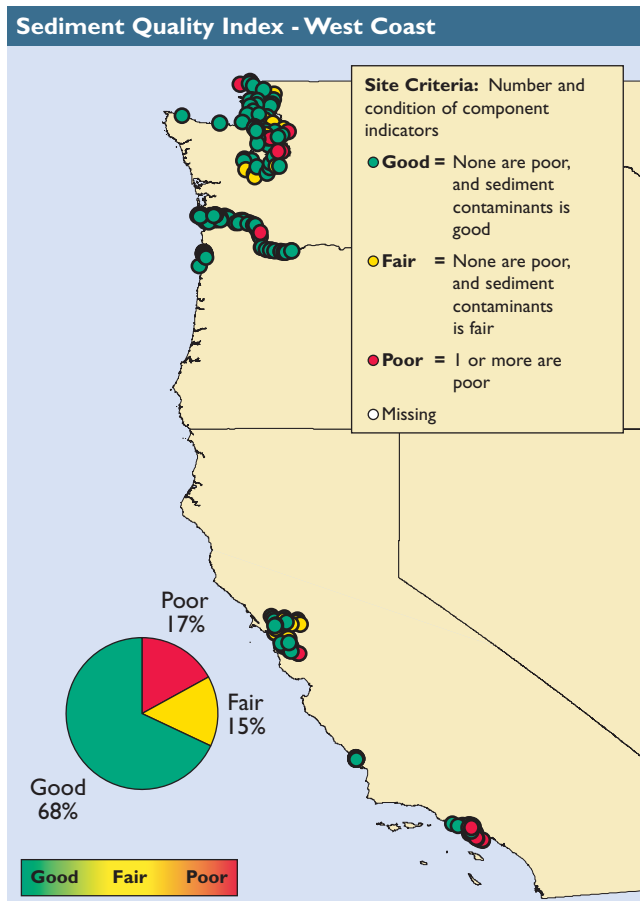 Sediment Quality Index - West Coast
Site Criteria: Number and
condition of component
indicators
Good = None are poor,
and sediment
contaminants is
good
Fair = None are poor,
and sediment
contaminants
is fair
Poor = 1 or more are
poor
Missing
Poor
17%
Fair
15%
Good
68%
Good Fair Poor